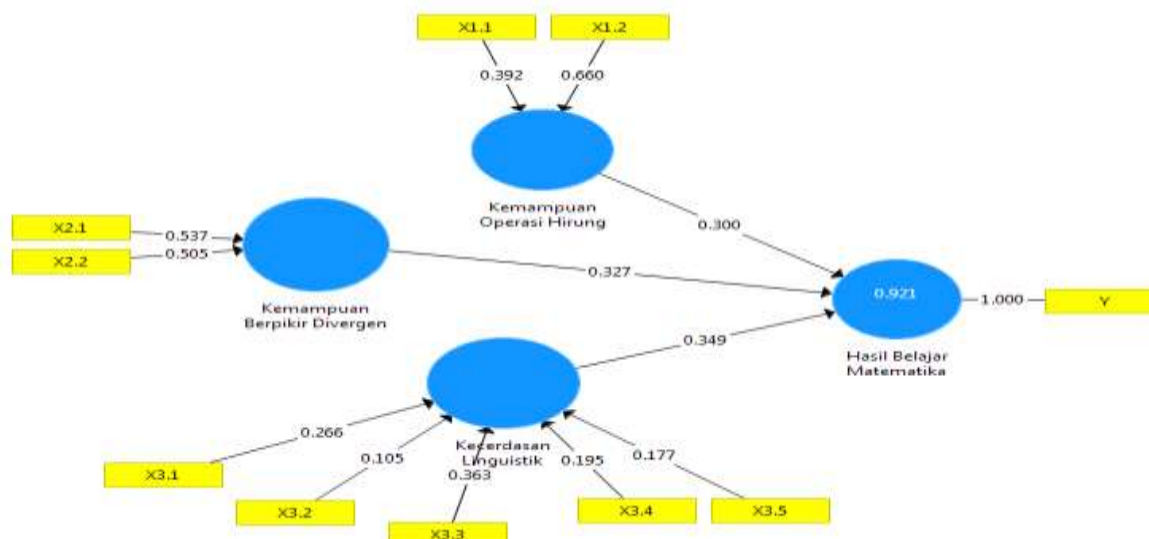 X1.1
X1.2
0.392
0.660
Kemampuan
Operasi Hirung
0.300
X2.1
X2.2
0.537
0.505
Kemampuan
Berpikir Divergen
0.327
0.921
1.000
Y
Hasil Belajar
Matematika
0.349
Kecerdasan
Linguistik
0.266
0.105
0.363
0.195
0.177
X3.1
X3.2
X3.3
X3.4
X3.5